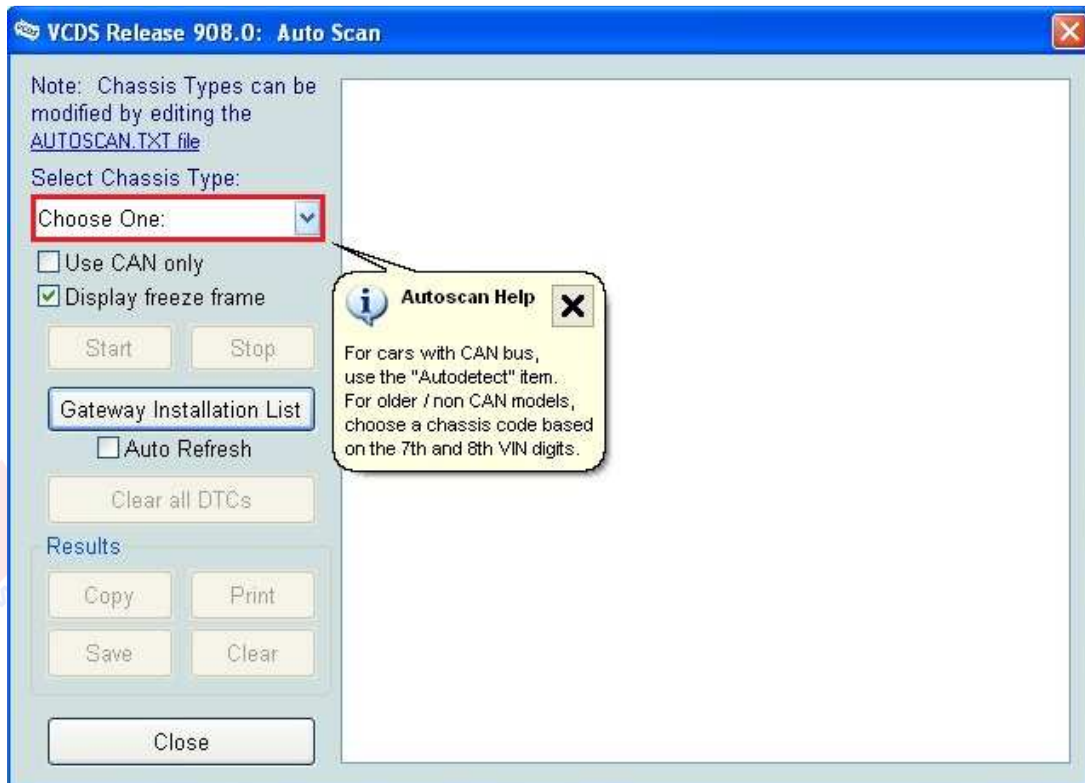 VCDS Release 908.0: Auto Scan
Note: Chassis Types can be
modified by editing the
AUTOSCAN.TXT file
Select Chassis Type:
Choose One:
Use CAN only
Display freeze frame
Start
Stop
Gateway Installation List
Auto Refresh
Clear all DTCs
Results
Copy
Print
Save
Clear
Close
Autoscan Help
For cars with CAN bus,
use the "Autodetect" item.
For older / non CAN models,
choose a chassis code based
on the 7th and 8th VIN digits.